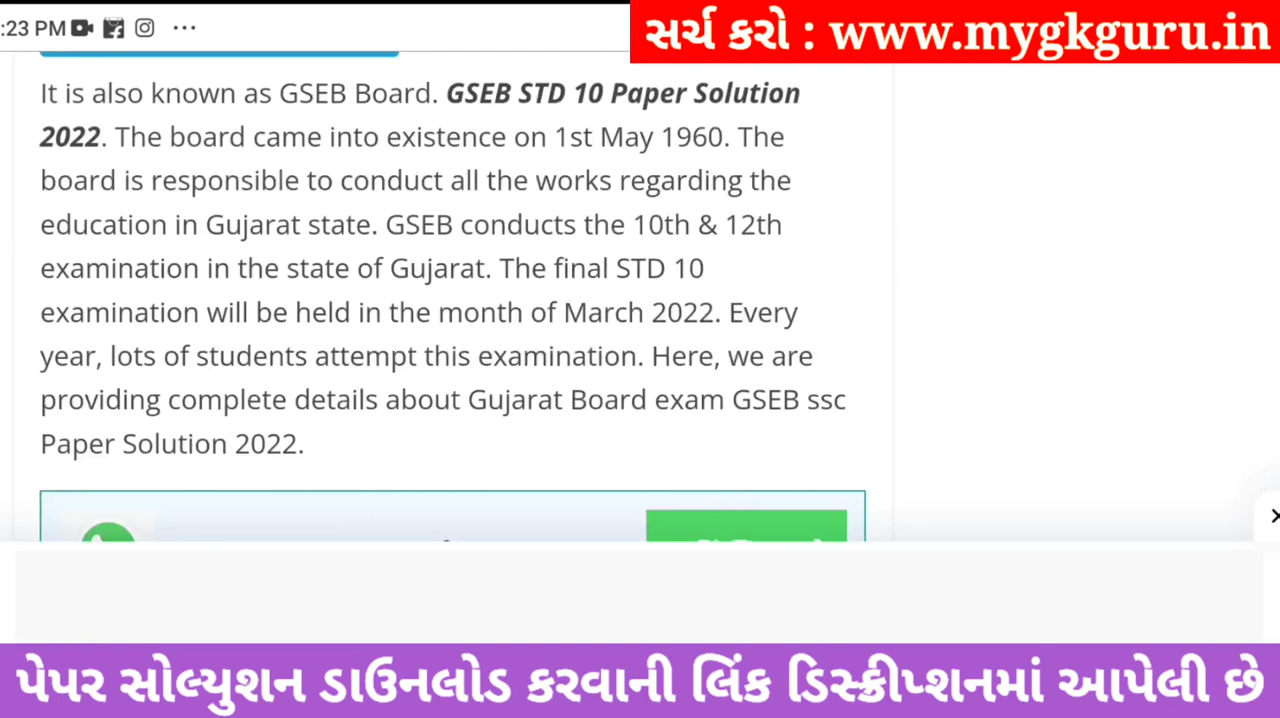 :23 PM
સર્ચ કરો : www.mygkguru.in
It is also known as GSEB Board. GSEB STD 10 Paper Solution
2022. The board came into existence on 1st May 1960. The
board is responsible to conduct all the works regarding the
education in Gujarat state. GSEB conducts the 10th & 12th
examination in the state of Gujarat. The final STD 10
examination will be held in the month of March 2022. Every
year, lots of students attempt this examination. Here, we are
providing complete details about Gujarat Board exam GSEB ssc
Paper Solution 2022.
પેપર સોલ્યુશન ડાઉનલોડ કરવાની લિંક ડિસ્ક્રીપ્શનમાં આપેલી છે